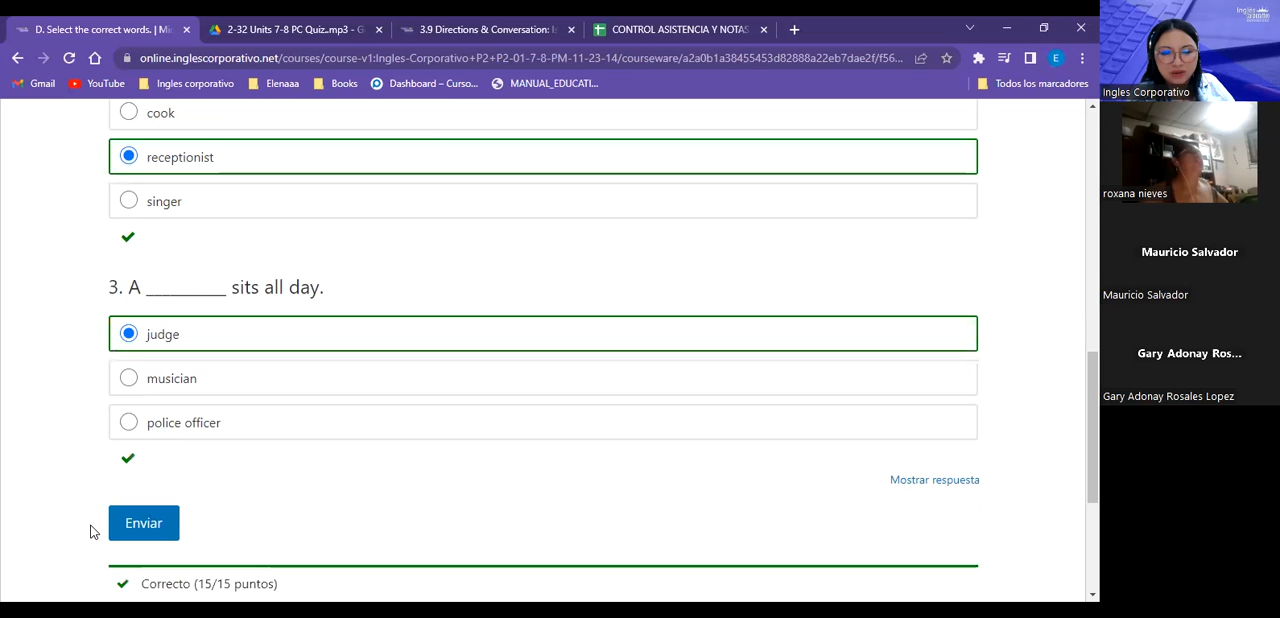 D. Select the correct words. | Mi
2-32 Units 7-8 PC Quiz..mp3 - G
3.9 Directions & Conversation: I
CONTROL ASISTENCIA Y NOTAS
online.inglescorporativo.net/courses/course-v1:Ingles-Corporativo+P2+P2-01-7-8-PM-11-23-14/courseware/a2a0b1a38455453d82888a22eb7dae2f/f56...
E
Gmail
YouTube
Ingles corporativo
Elenaaa
Books
Dashboard – Curso...
MANUAL_EDUCATI...
Todos los marcadores
cook
receptionist
singer
3. A _________ sits all day.
judge
musician
police officer
Mostrar respuesta
Enviar
Correcto (15/15 puntos)
Ingles Corporativo
roxana nieves
Mauricio Salvador
Mauricio Salvador
Gary Adonay Ros...
Gary Adonay Rosales Lopez